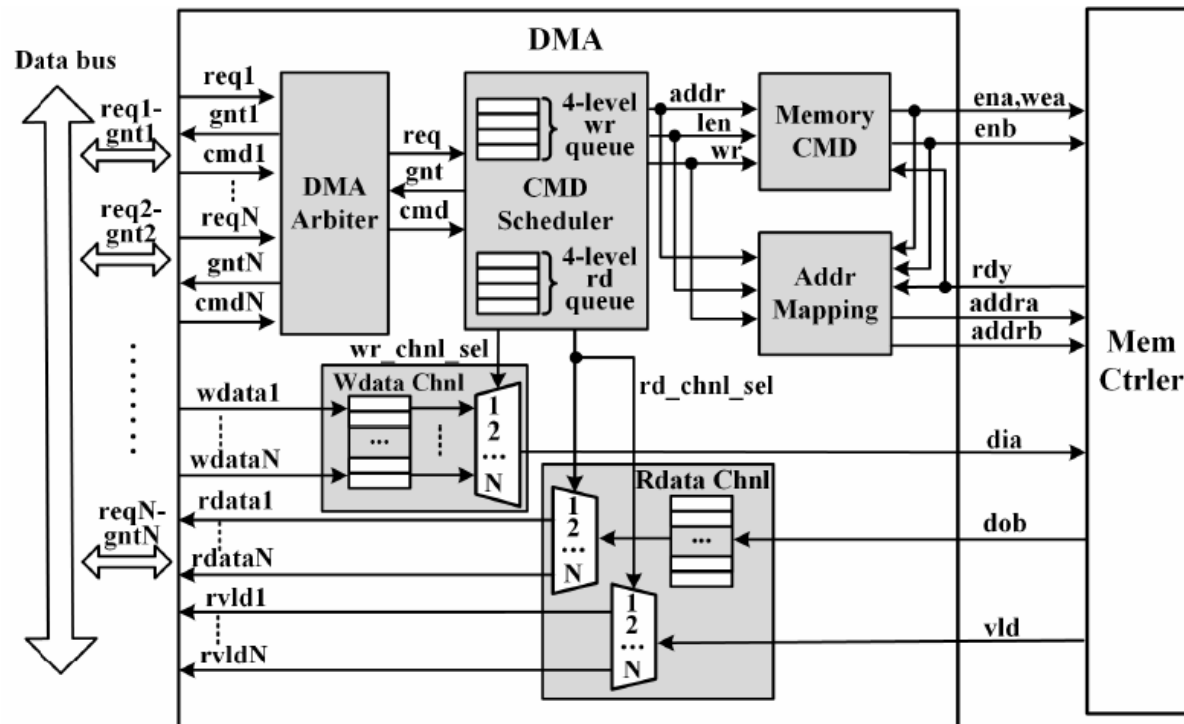 DMA
Data bus
req1-
gnt1
req2-
gnt2
reqN-
gntN
req1
gnt1
cmd1
reqN
gntN
cmdN
DMA
Arbiter
req
gnt
cmd
4-level
wr
queue
CMD
Scheduler
4-level
rd
queue
addr
len
wr
Memory
CMD
Addr
Mapping
ena,wea
enb
rdy
addra
addrb
Mem
Ctrler
wr_chnl_sel
rd_chnl_sel
Wdata Chnl
wdata1
wdataN
...
1
2
...
N
dia
Rdata Chnl
rdata1
rdataN
1
2
...
N
...
dob
rvld1
rvldN
1
2
...
N
vld